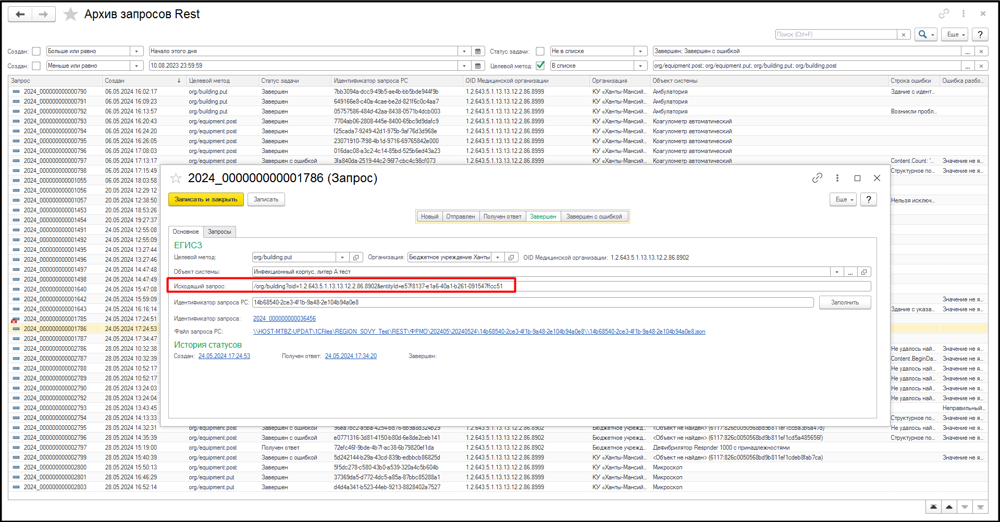 Архив запросов Rest
Поиск (Ctrl+F) × Еще ?
Создан: Больше или равно Начало этого дня Статус задачи: Не в списке Завершен; Завершен с ошибкой ... ×
Создан: Меньше или равно 10.08.2023 23:59:59 Целевой метод: В списке org/equipment.post; org/equipment.put; org/building.put; org/building.post ... ×
Запрос Создан ↓ Целевой метод Статус задачи Идентификатор запроса РС OID Медицинской организации Организация Объект системы Строка ошибки Ошибка разбо...
2024_000000000000790 06.05.2024 16:02:17 org/building.put Завершен 7bb3094a-dcc9-49b5-ae4b-bb5bde944f9b 1.2.643.5.1.13.13.12.2.86.8999 КУ «Ханты-Мансий... Амбулатория Здание с идент...
2024_000000000000791 06.05.2024 16:09:23 org/building.put Завершен 649166e8-c40a-4cae-be2d-821f6c0c4aa7 1.2.643.5.1.13.13.12.2.86.8999 КУ «Ханты-Мансий... Амбулатория
2024_000000000000792 06.05.2024 16:13:57 org/building.put Завершен 05757586-484d-42aa-8438-0571b4dcb003 1.2.643.5.1.13.13.12.2.86.8999 КУ «Ханты-Мансий... Амбулатория Возникли пробл...
2024_000000000000793 06.05.2024 16:20:43 org/equipment.post Завершен 7704ab06-2808-445e-8400-65bc9d9dafc9 1.2.643.5.1.13.13.12.2.86.8999 КУ «Ханты-Мансий... Коагулометр автоматический
2024_000000000000794 06.05.2024 16:24:20 org/equipment.post Завершен f25cada7-9249-42d1-975b-9af76d3d968e 1.2.643.5.1.13.13.12.2.86.8999 КУ «Ханты-Мансий... Коагулометр автоматический
2024_000000000000795 06.05.2024 16:26:05 org/equipment.post Завершен 23071910-7f98-4b1d-9716-69765842e000 1.2.643.5.1.13.13.12.2.86.8999 КУ «Ханты-Мансий... Коагулометр автоматический
2024_000000000000796 06.05.2024 17:08:03 org/equipment.post Завершен 016dac08-a3c2-4c14-85bd-525b6ed43a23 1.2.643.5.1.13.13.12.2.86.8999 КУ «Ханты-Мансий... Коагулометр автоматический
2024_000000000000797 06.05.2024 17:13:17 org/equipment.post Завершен с ошибкой 3fa840da-2519-44c2-96f7-cbc4c98cf073 1.2.643.5.1.13.13.12.2.86.8999 КУ «Ханты-Мансий... Коагулометр автоматический Content.Count: '... Значение не я...
2024_000000000000798 06.05.2024 17:15:49 Структурное по... Значение не я...
2024_000000000001055 06.05.2024 18:03:58
2024_000000000001056 20.05.2024 12:29:12
2024_000000000001057 20.05.2024 12:38:50 Нельзя исключ...
2024_000000000001453 20.05.2024 18:53:26
2024_000000000001454 20.05.2024 19:27:37
2024_000000000001491 24.05.2024 12:55:08
2024_000000000001492 24.05.2024 12:55:09
2024_000000000001495 24.05.2024 13:27:44
2024_000000000001496 24.05.2024 13:27:46
2024_000000000001497 24.05.2024 14:47:48
2024_000000000001498 24.05.2024 14:47:49
2024_000000000001640 24.05.2024 15:47:08
2024_000000000001642 24.05.2024 15:59:09 Значение не я...
2024_000000000001643 24.05.2024 16:16:14 Здание с указа... Значение не я...
2024_000000000001785 24.05.2024 17:24:51
2024_000000000001786 24.05.2024 17:24:53
2024_000000000001787 24.05.2024 17:34:47
2024_000000000002786 28.05.2024 10:32:38 Не удалось най... Значение не я...
2024_000000000002787 28.05.2024 10:32:39 Content.BeginDa... Значение не я...
2024_000000000002788 28.05.2024 10:52:17 Не удалось най... Значение не я...
2024_000000000002789 28.05.2024 10:52:17 Не удалось най... Значение не я...
2024_000000000002790 28.05.2024 13:24:03 Не удалось най... Значение не я...
2024_000000000002792 28.05.2024 13:24:04 Не удалось най... Значение не я...
2024_000000000002793 28.05.2024 13:43:45 Неправильный...
2024_000000000002794 28.05.2024 14:13:33 Структурное по... Значение не я...
2024_000000000002795 28.05.2024 14:32:31 org/equipment.post Завершен с ошибкой 96ea7bc2-a5ba-4254-bd76-db9a8d324b29 1.2.643.5.1.13.13.12.2.86.8902 Бюджетное учрежд... <Объект не найден> (6117:826c0050568bd9b811ef1ccba3b6a47d) Не удалось най... Значение не я...
2024_000000000002796 28.05.2024 14:35:39 org/equipment.post Завершен с ошибкой e0771316-3d81-4150-b80d-6e8de2ceb141 1.2.643.5.1.13.13.12.2.86.8902 Бюджетное учрежд... <Объект не найден> (6117:826c0050568bd9b811ef1cd5a485656f) Структурное по... Значение не я...
2024_000000000002797 28.05.2024 15:19:00 org/equipment.post Получен ответ 72efc46f-9bde-4b7f-ac38-6b79820ef1da 1.2.643.5.1.13.13.12.2.86.8902 Бюджетное учрежд... Дефибрилятор Respnder 1000 с принадлежностями
2024_000000000002799 28.05.2024 15:40:39 org/equipment.post Завершен с ошибкой 5d242144-b29a-43cd-839b-edbbcb86825d 1.2.643.5.1.13.13.12.2.86.8999 КУ «Ханты-Мансий... <Объект не найден> (6117:826c0050568bd9b811ef1cdeb8fab7ca) Значение не я...
2024_000000000002800 28.05.2024 15:50:13 org/equipment.post Завершен 5f5dc278-c580-43b0-a539-320a4c5b604b 1.2.643.5.1.13.13.12.2.86.8999 КУ «Ханты-Мансий... Микроскоп
2024_000000000002801 28.05.2024 16:46:29 org/equipment.put Завершен 37369da5-d772-4dc5-a85a-87bbc85288a1 1.2.643.5.1.13.13.12.2.86.8999 КУ «Ханты-Мансий... Микроскоп
2024_000000000002803 28.05.2024 16:52:14 org/equipment.put Завершен d4d4a341-b523-44eb-9213-8828402a7527 1.2.643.5.1.13.13.12.2.86.8999 КУ «Ханты-Мансий... Микроскоп
2024_000000000001786 (Запрос)
Записать и закрыть Записать Еще ?
Новый Отправлен Получен ответ Завершен Завершен с ошибкой
Основное Запросы
ЕГИСЗ
Целевой метод: org/building.put Организация: Бюджетное учреждение Ханты OID Медицинской организации: 1.2.643.5.1.13.13.12.2.86.8902
Объект системы: Инфекционный корпус, литер А тест ...
Исходящий запрос: /org/building?oid=1.2.643.5.1.13.13.12.2.86.8902&entityId=e57f8137-e1a6-40a1-b261-091547ffcc51
Идентификатор запроса РС: 14b68540-2ce3-4f1b-9a48-2e104b94a0e8 Заполнить
Идентификатор запроса: 2024_000000000036456
Файл запроса РС: \\HOST-MTBZ-UPDAT\1CFiles\REGION_SOVY_Test\REST\ФРМО\202405\20240524\14b68540-2ce3-4f1b-9a48-2e104b94a0e8\\14b68540-2ce3-4f1b-9a48-2e104b94a0e8.json
История статусов
Создан: 24.05.2024 17:24:53 Получен ответ: 24.05.2024 17:34:20 Завершен: